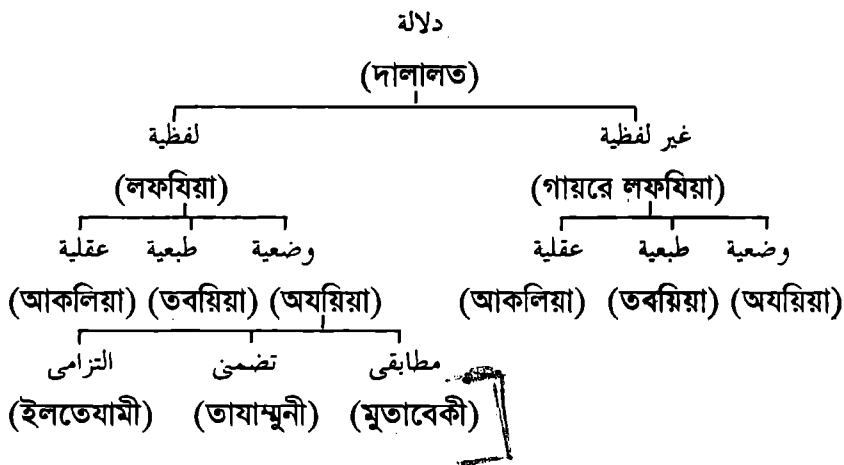 دلالة
(দালালত)
لفظية غير لفظية
(লফযিয়া) (গায়রে লফযিয়া)
عقلية طبعية وضعية عقلية طبعية وضعية
(আকলিয়া) (তবয়িয়া) (অযয়িয়া) (আকলিয়া) (তবয়িয়া) (অযয়িয়া)
التزامى تضمنى مطابقى
(ইলতেযামী) (তাযাম্মুনী) (মুতাবেকী)